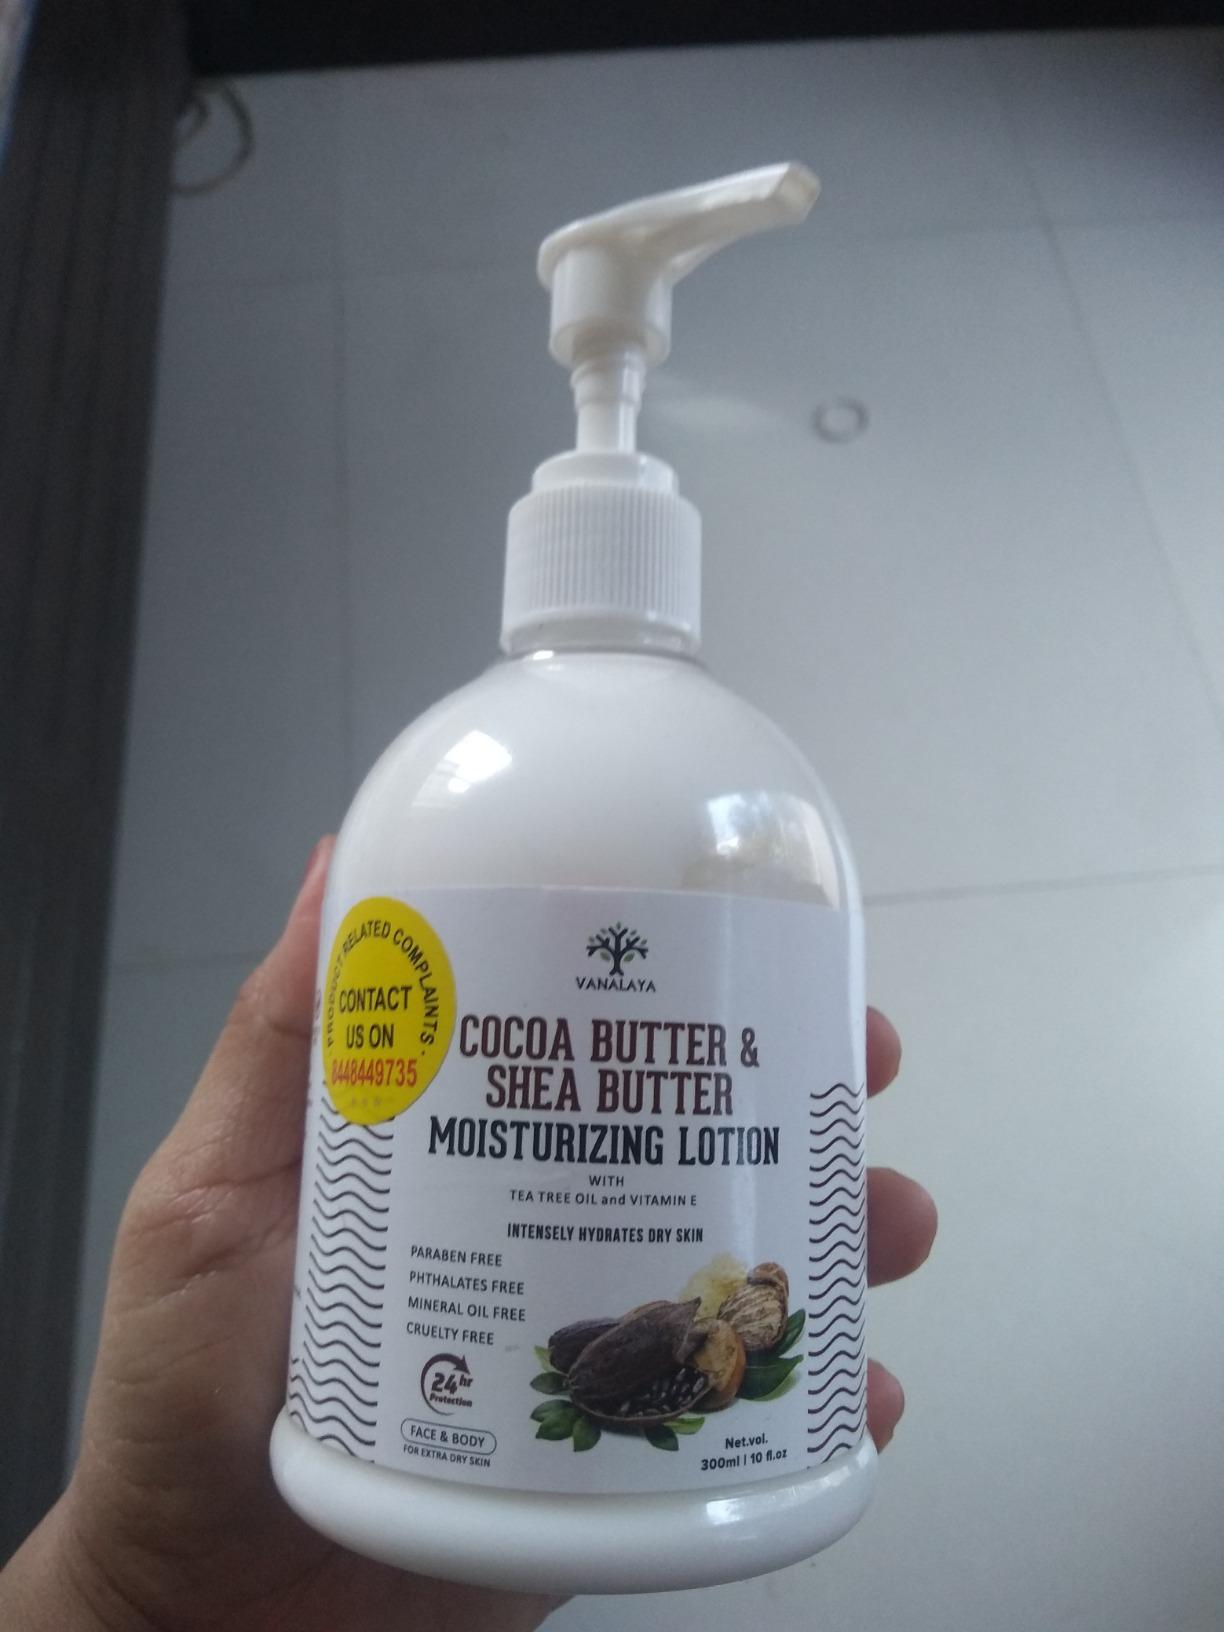 PRODUCT RELATED COMPLAINTS
CONTACT
US ON
8448449735
VANALAYA
COCOA BUTTER &
SHEA BUTTER
MOISTURIZING LOTION
WITH
TEA TREE OIL and VITAMIN E
INTENSELY HYDRATES DRY SKIN
PARABEN FREE
PHTHALATES FREE
MINERAL OIL FREE
CRUELTY FREE
24hr
Protection
FACE & BODY
FOR EXTRA DRY SKIN
Net.vol.
300ml | 10 fl.oz